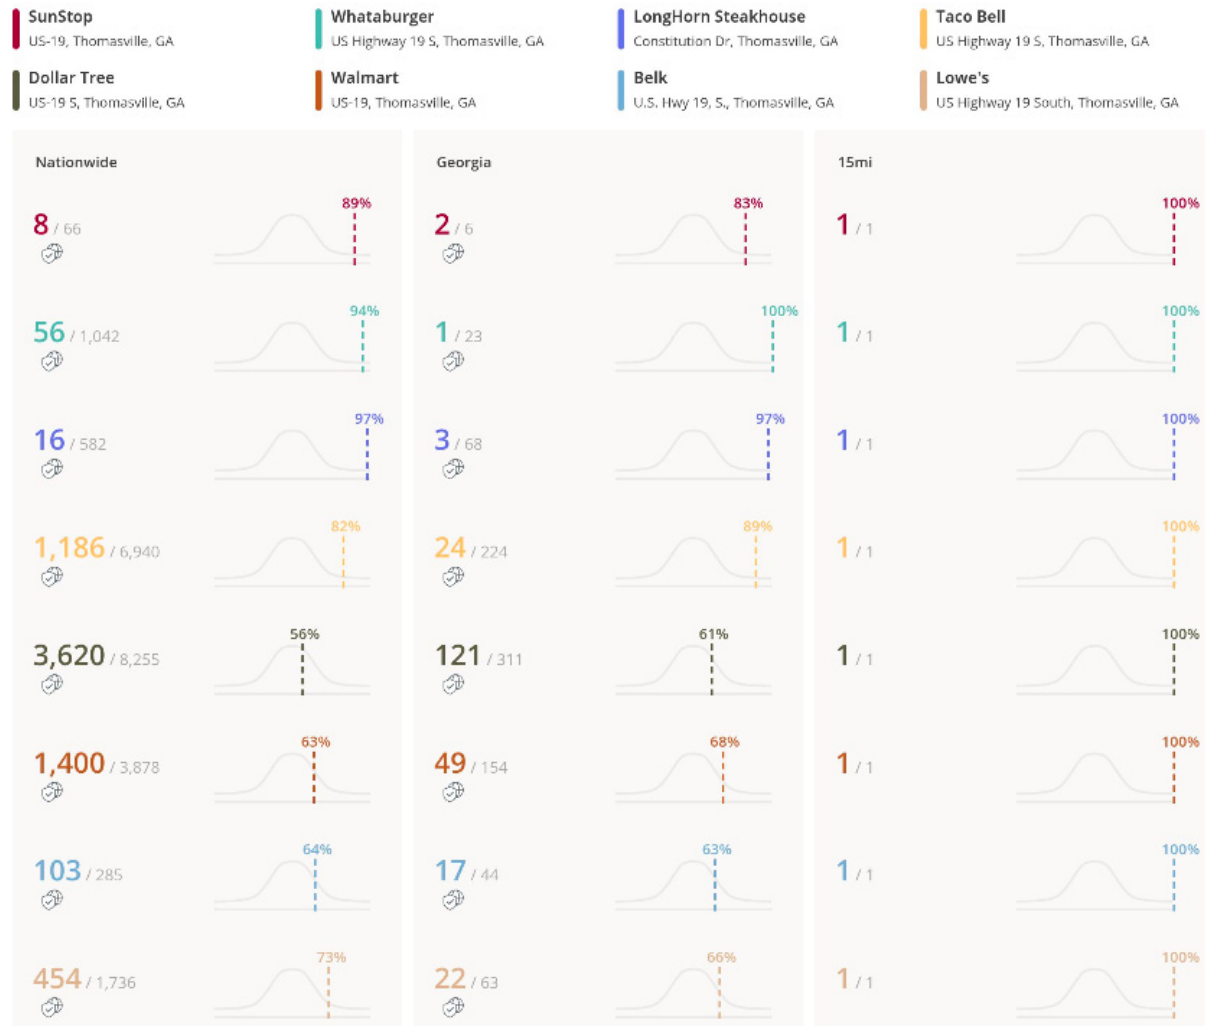 SunStop
US-19, Thomasville, GA
Whataburger
US Highway 19 S, Thomasville, GA
LongHorn Steakhouse
Constitution Dr, Thomasville, GA
Taco Bell
US Highway 19 S, Thomasville, GA
Dollar Tree
US-19 S, Thomasville, GA
Walmart
US-19, Thomasville, GA
Belk
U.S. Hwy 19, S., Thomasville, GA
Lowe's
US Highway 19 South, Thomasville, GA
Nationwide
Georgia
15mi
8 / 66
89%
2 / 6
83%
1 / 1
100%
56 / 1,042
94%
1 / 23
100%
1 / 1
100%
16 / 582
97%
3 / 68
97%
1 / 1
100%
1,186 / 6,940
82%
24 / 224
89%
1 / 1
100%
3,620 / 8,255
56%
121 / 311
61%
1 / 1
100%
1,400 / 3,878
63%
49 / 154
68%
1 / 1
100%
103 / 285
64%
17 / 44
63%
1 / 1
100%
454 / 1,736
73%
22 / 63
66%
1 / 1
100%